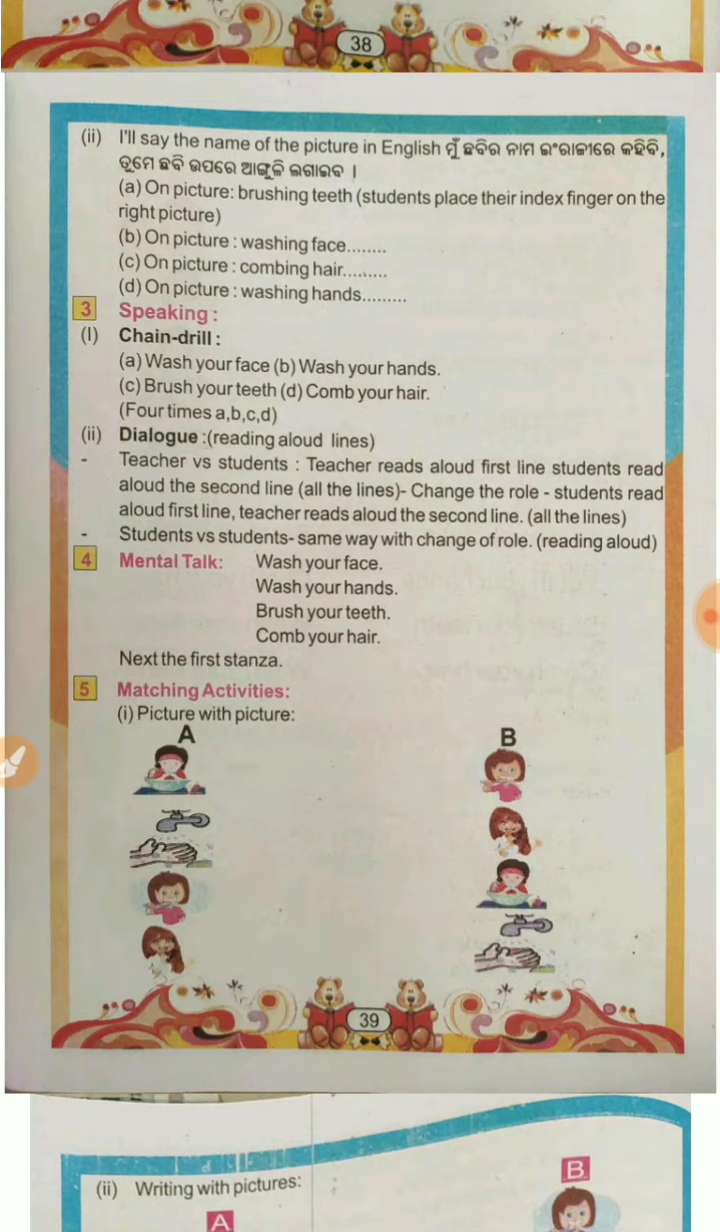 38
(ii) I'll say the name of the picture in English ମୁଁ ଛବିର ନାମ ଇଂରାଜୀରେ କହିବି,
ତୁମେ ଛବି ଉପରେ ଆଙ୍ଗୁଳି ଲଗାଇବ ।
(a) On picture: brushing teeth (students place their index finger on the
right picture)
(b) On picture : washing face........
(c) On picture : combing hair.........
(d) On picture : washing hands.........
3 Speaking :
(I) Chain-drill :
(a) Wash your face (b) Wash your hands.
(c) Brush your teeth (d) Comb your hair.
(Four times a,b,c,d)
(ii) Dialogue :(reading aloud lines)
- Teacher vs students : Teacher reads aloud first line students read
aloud the second line (all the lines)- Change the role - students read
aloud first line, teacher reads aloud the second line. (all the lines)
- Students vs students- same way with change of role. (reading aloud)
4 Mental Talk: Wash your face.
Wash your hands.
Brush your teeth.
Comb your hair.
Next the first stanza.
5 Matching Activities:
(i) Picture with picture:
A B
39
(ii) Writing with pictures:
A B